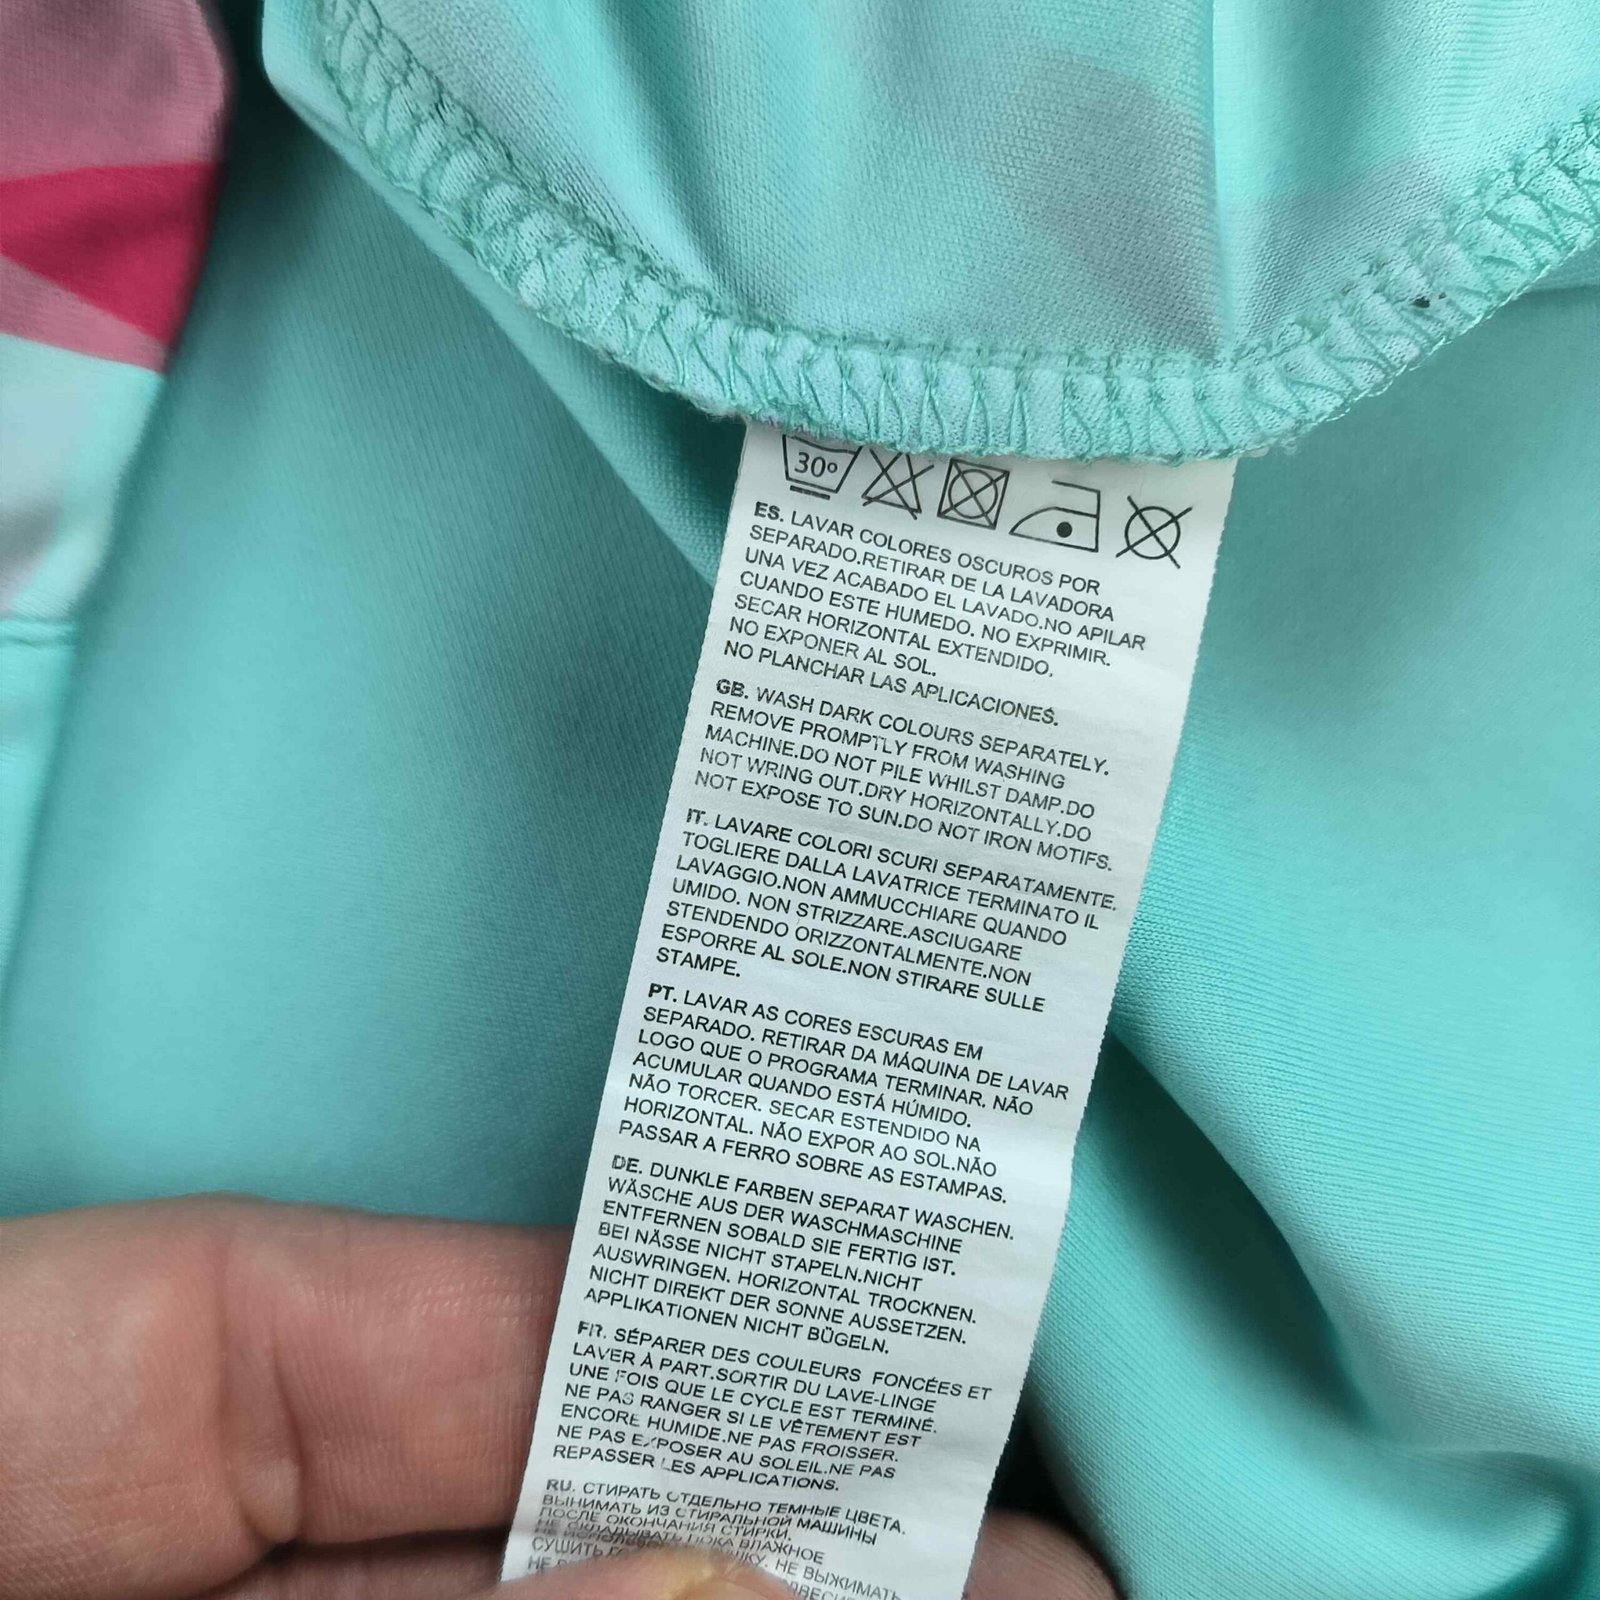 30°
ES. LAVAR COLORES OSCUROS POR
SEPARADO.RETIRAR DE LA LAVADORA
UNA VEZ ACABADO EL LAVADO.NO APILAR
CUANDO ESTE HUMEDO. NO EXPRIMIR.
SECAR HORIZONTAL EXTENDIDO.
NO EXPONER AL SOL.
NO PLANCHAR LAS APLICACIONES.
GB. WASH DARK COLOURS SEPARATELY.
REMOVE PROMPTLY FROM WASHING
MACHINE.DO NOT PILE WHILST DAMP.DO
NOT WRING OUT.DRY HORIZONTALLY.DO
NOT EXPOSE TO SUN.DO NOT IRON MOTIFS.
IT. LAVARE COLORI SCURI SEPARATAMENTE.
TOGLIERE DALLA LAVATRICE TERMINATO IL
LAVAGGIO.NON AMMUCCHIARE QUANDO
UMIDO. NON STRIZZARE.ASCIUGARE
STENDENDO ORIZZONTALMENTE.NON
ESPORRE AL SOLE.NON STIRARE SULLE
STAMPE.
PT. LAVAR AS CORES ESCURAS EM
SEPARADO. RETIRAR DA MÁQUINA DE LAVAR
LOGO QUE O PROGRAMA TERMINAR. NÃO
ACUMULAR QUANDO ESTÁ HÚMIDO.
NÃO TORCER. SECAR ESTENDIDO NA
HORIZONTAL. NÃO EXPOR AO SOL.NÃO
PASSAR A FERRO SOBRE AS ESTAMPAS.
DE. DUNKLE FARBEN SEPARAT WASCHEN.
WÄSCHE AUS DER WASCHMASCHINE
ENTFERNEN SOBALD SIE FERTIG IST.
BEI NÄSSE NICHT STAPELN.NICHT
AUSWRINGEN. HORIZONTAL TROCKNEN.
NICHT DIREKT DER SONNE AUSSETZEN.
APPLIKATIONEN NICHT BÜGELN.
FR. SÉPARER DES COULEURS FONCÉES ET
LAVER À PART.SORTIR DU LAVE-LINGE
UNE FOIS QUE LE CYCLE EST TERMINÉ.
NE PAS RANGER SI LE VÊTEMENT EST
ENCORE HUMIDE.NE PAS FROISSER.
NE PAS EXPOSER AU SOLEIL.NE PAS
REPASSER LES APPLICATIONS.
RU. СТИРАТЬ ОТДЕЛЬНО ТЕМНЫЕ ЦВЕТА.
ВЫНИМАТЬ ИЗ СТИРАЛЬНОЙ МАШИНЫ
ПОСЛЕ ОКОНЧАНИЯ СТИРКИ.
НЕ СКЛАДЫВАТЬ ПОКА ВЛАЖНОЕ
НЕ ВЫЖИМАТЬ
СУШИТЬ
НЕ